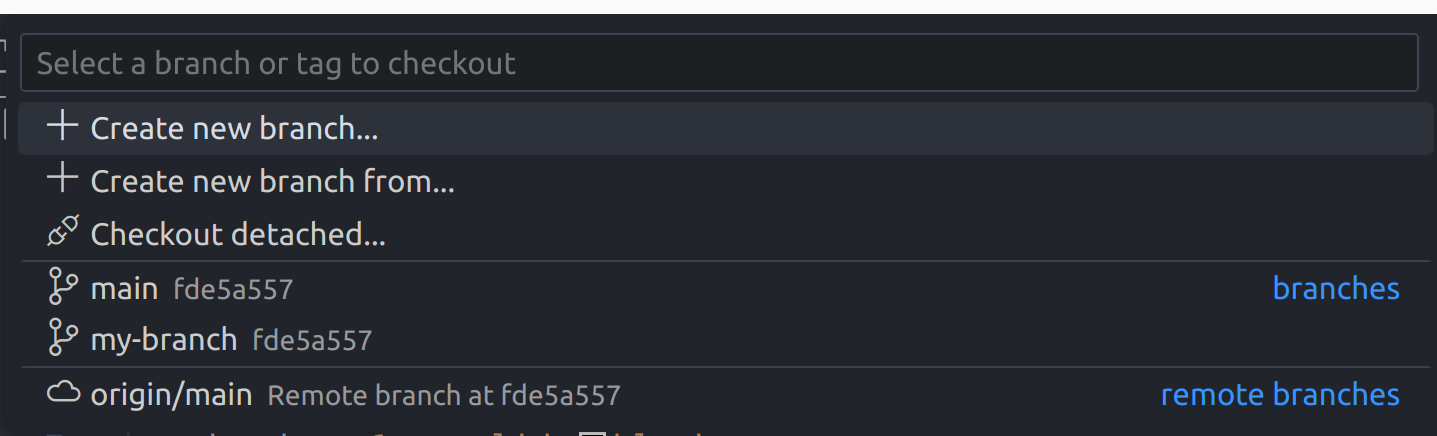 Select a branch or tag to checkout
Create new branch...
Create new branch from...
Checkout detached...
main fde5a557 branches
my-branch fde5a557
origin/main Remote branch at fde5a557 remote branches